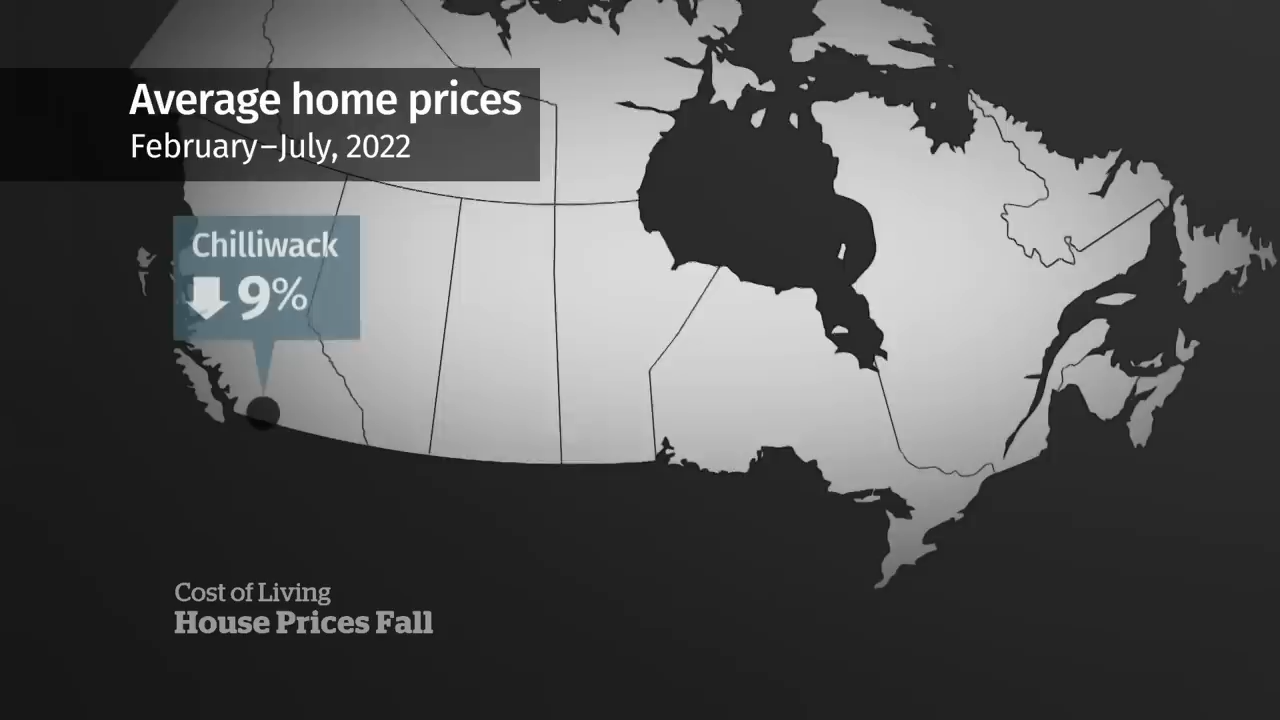 Average home prices
February–July, 2022
Chilliwack
9%
Cost of Living
House Prices Fall